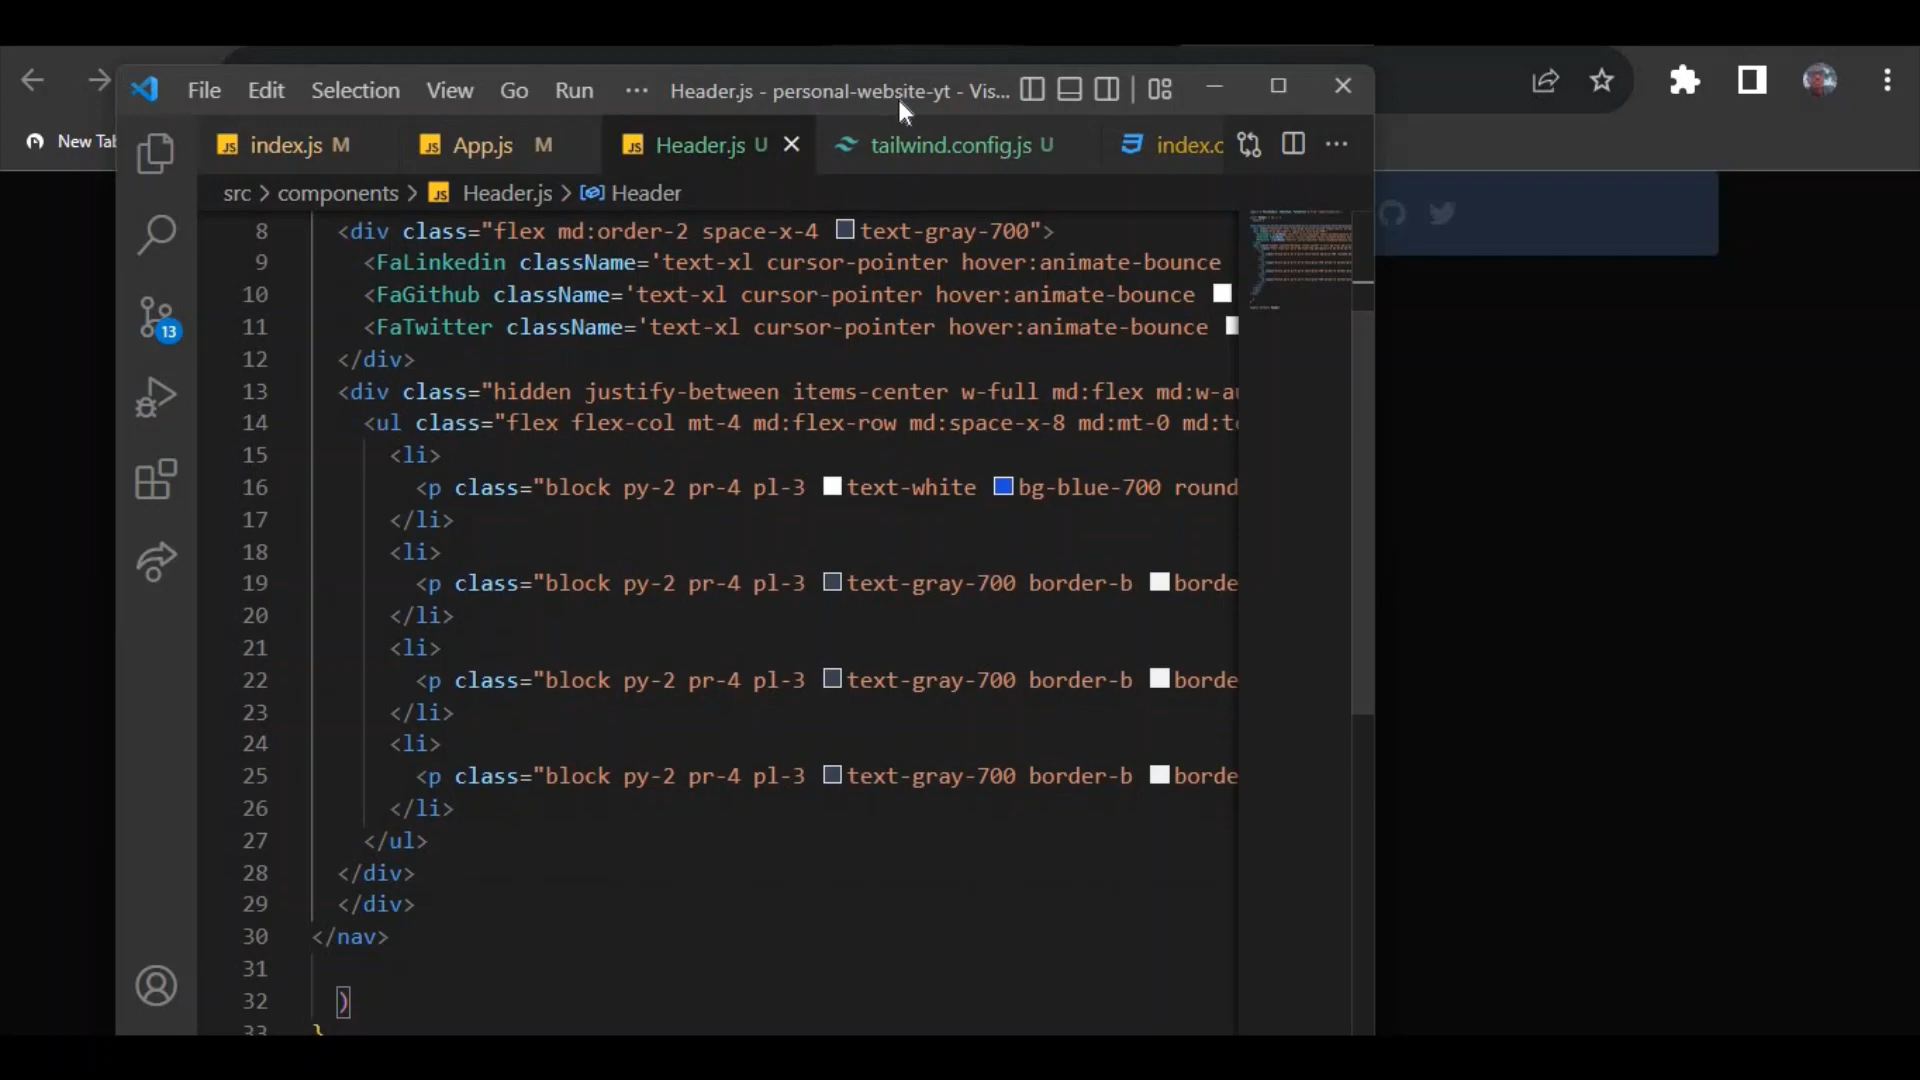 File Edit Selection View Go Run ··· Header.js - personal-website-yt - Vis...
New Tab
JS index.js M JS App.js M JS Header.js U tailwind.config.js U index.c
src > components > JS Header.js > Header
8 <div class="flex md:order-2 space-x-4 text-gray-700">
9 <FaLinkedin className='text-xl cursor-pointer hover:animate-bounce
10 <FaGithub className='text-xl cursor-pointer hover:animate-bounce
11 <FaTwitter className='text-xl cursor-pointer hover:animate-bounce
12 </div>
13 <div class="hidden justify-between items-center w-full md:flex md:w-au
14 <ul class="flex flex-col mt-4 md:flex-row md:space-x-8 md:mt-0 md:te
15 <li>
16 <p class="block py-2 pr-4 pl-3 text-white bg-blue-700 round
17 </li>
18 <li>
19 <p class="block py-2 pr-4 pl-3 text-gray-700 border-b borde
20 </li>
21 <li>
22 <p class="block py-2 pr-4 pl-3 text-gray-700 border-b borde
23 </li>
24 <li>
25 <p class="block py-2 pr-4 pl-3 text-gray-700 border-b borde
26 </li>
27 </ul>
28 </div>
29 </div>
30 </nav>
31
32 )
33 }
13